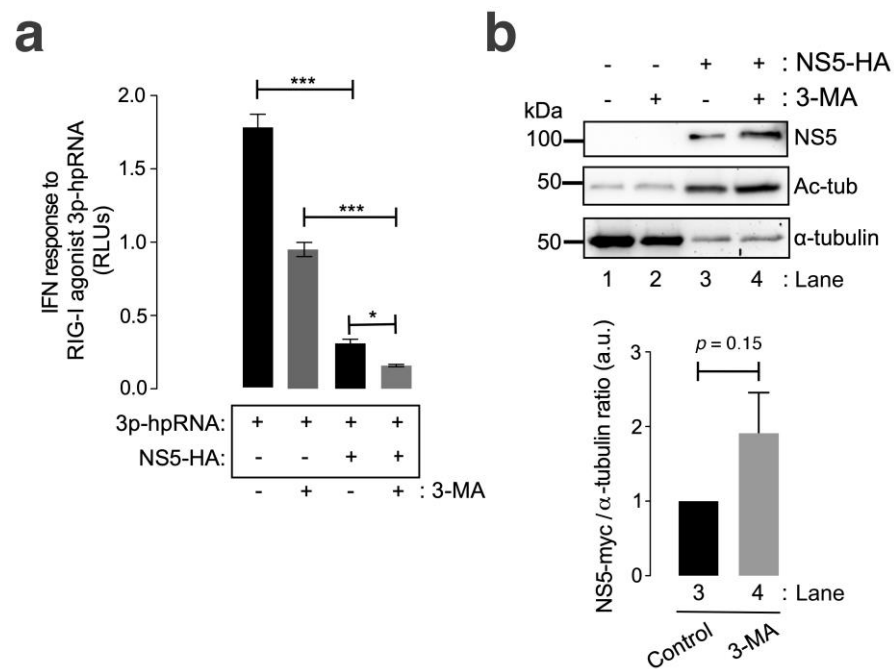 a
IFN response to
RIG-I agonist 3p-hpRNA
(RLUs)
2.0
1.5
1.0
0.5
0.0
***
***
*
3p-hpRNA: + + + +
NS5-HA: - - + +
- + - + : 3-MA
b
- - + + : NS5-HA
- + - + : 3-MA
kDa
100 NS5
50 Ac-tub
50 α-tubulin
1 2 3 4 : Lane
NS5-myc / α-tubulin ratio (a.u.)
3
2
1
0
p = 0.15
3 4 : Lane
Control 3-MA